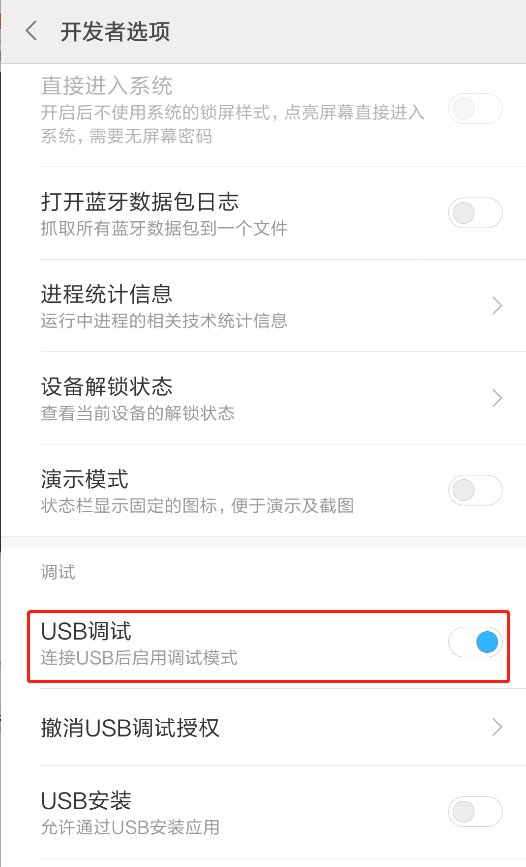 开发者选项
直接进入系统
开启后不使用系统的锁屏样式，点亮屏幕直接进入
系统，需要无屏幕密码
打开蓝牙数据包日志
抓取所有蓝牙数据包到一个文件
进程统计信息
运行中进程的相关技术统计信息
设备解锁状态
查看当前设备的解锁状态
演示模式
状态栏显示固定的图标，便于演示及截图
调试
USB调试
连接USB后启用调试模式
撤消USB调试授权
USB安装
允许通过USB安装应用